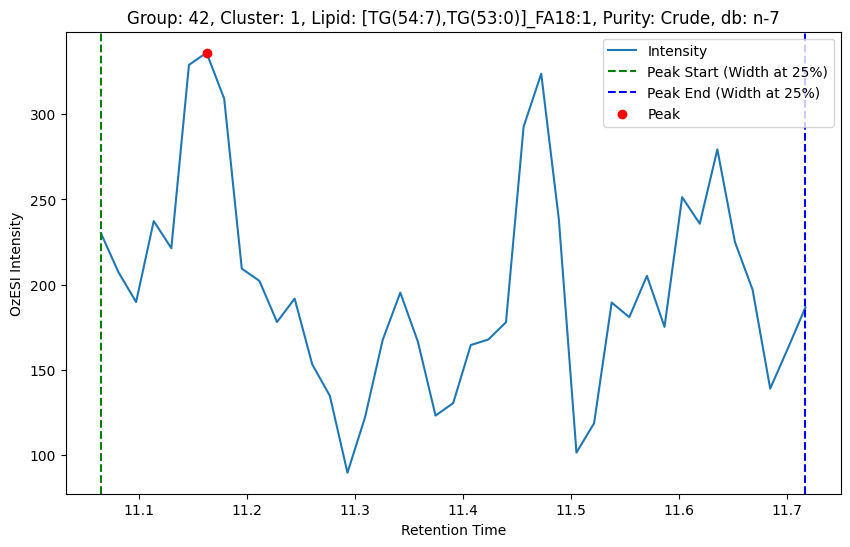 Group: 42, Cluster: 1, Lipid: [TG(54:7),TG(53:0)]_FA18:1, Purity: Crude, db: n-7
Intensity
Peak Start (Width at 25%)
Peak End (Width at 25%)
Peak
OzESI Intensity
300
250
200
150
100
11.1 11.2 11.3 11.4 11.5 11.6 11.7
Retention Time